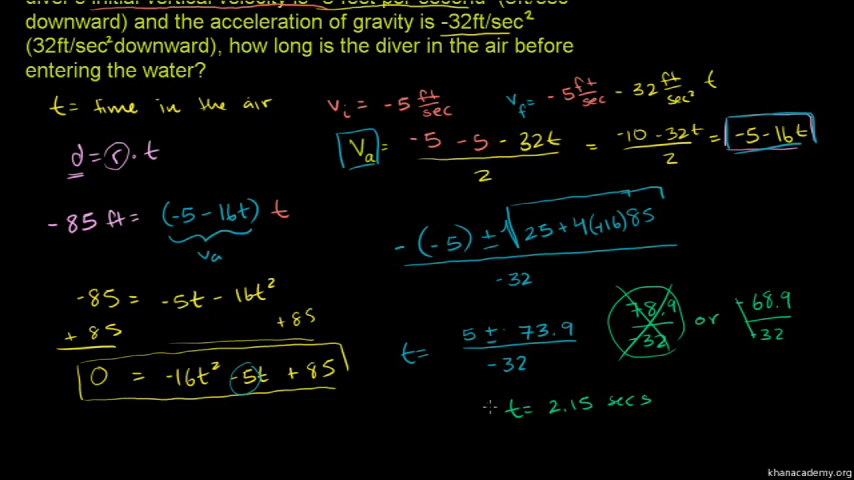 diver's initial vertical velocity is -5 feet per second (5ft/sec
downward) and the acceleration of gravity is -32ft/sec²
(32ft/sec² downward), how long is the diver in the air before
entering the water?
t = time in the air
v_i = -5 ft/sec
v_f = -5 ft/sec - 32 ft/sec² t
d = r · t
V_a = (-5 - 5 - 32t)/2 = (-10 - 32t)/2 = -5 - 16t
-85 ft = (-5 - 16t) t
v_a
(-(-5) ± √(25 + 4(+16)85))/-32
-85 = -5t - 16t²
+85 +85
0 = -16t² - 5t + 85
t = (5 ± 73.9)/-32
78.9/-32 or +68.9/+32
t = 2.15 secs
khanacademy.org